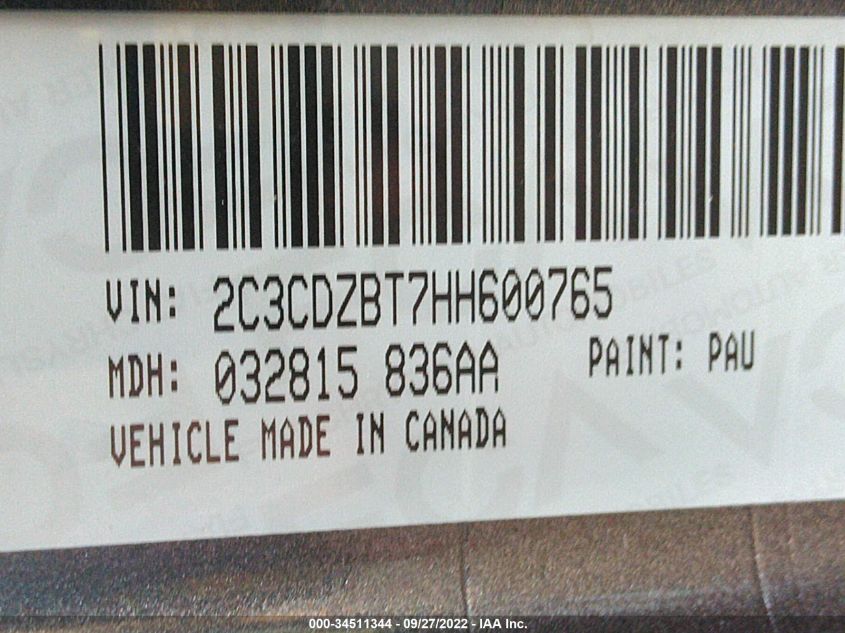 VIN: 2C3CDZBT7HH600765
MDH: 032815 836AA PAINT: PAU
VEHICLE MADE IN CANADA
000-34511344 - 09/27/2022 - IAA Inc.